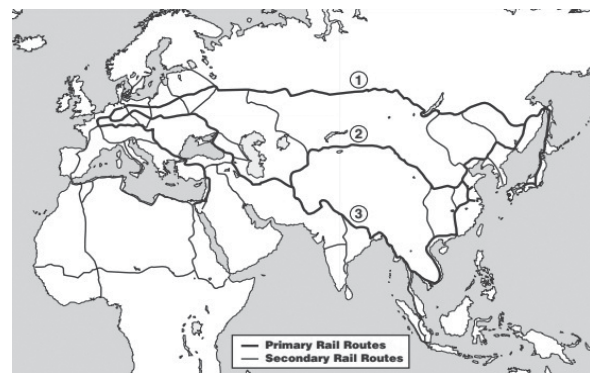 ①
②
③
Primary Rail Routes
Secondary Rail Routes